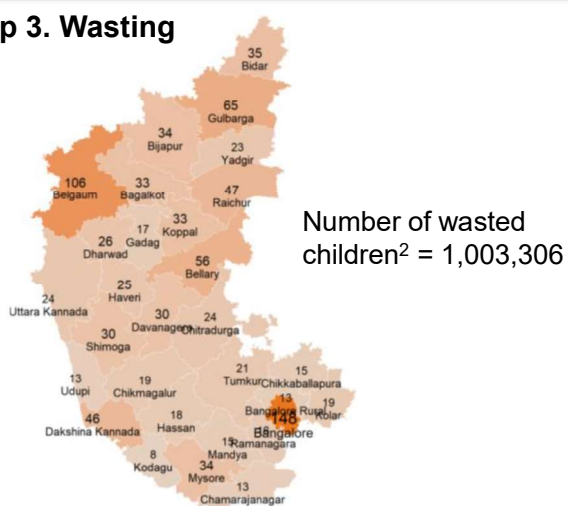 p 3. Wasting
35
Bidar
65
Gulbarga
34
Bijapur
23
Yadgir
106
Belgaum
33
Bagalkot
47
Raichur
17
Gadag
33
Koppal
26
Dharwad
56
Bellary
Number of wasted
children² = 1,003,306
25
Haveri
24
Uttara Kannada
30
Davanagere
24
Chitradurga
30
Shimoga
21
Tumkur
15
Chikkaballapura
13
Udupi
19
Chikmagalur
13
Bangalore Rural
19
Kolar
148
Bangalore
46
Dakshina Kannada
18
Hassan
Ramanagara
15
Mandya
8
Kodagu
34
Mysore
13
Chamarajanagar